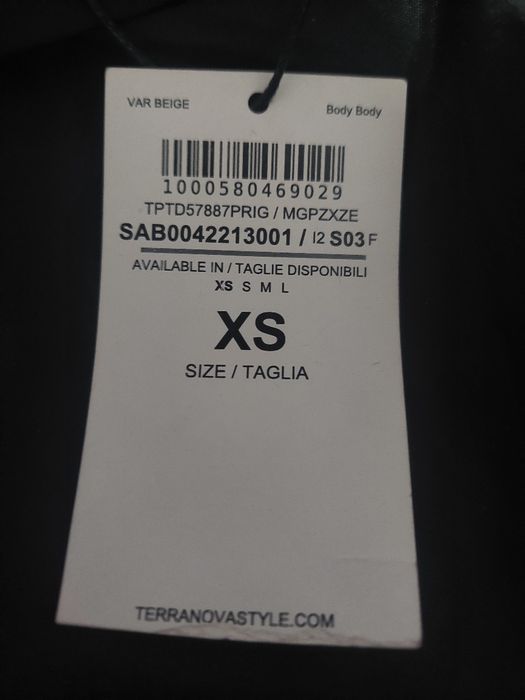 VAR BEIGE
Body Body
1000580469029
TPTD57887PRIG / MGPZXZE
SAB0042213001 / I2 S03 F
AVAILABLE IN / TAGLIE DISPONIBILI
XS S M L
XS
SIZE / TAGLIA
TERRANOVASTYLE.COM